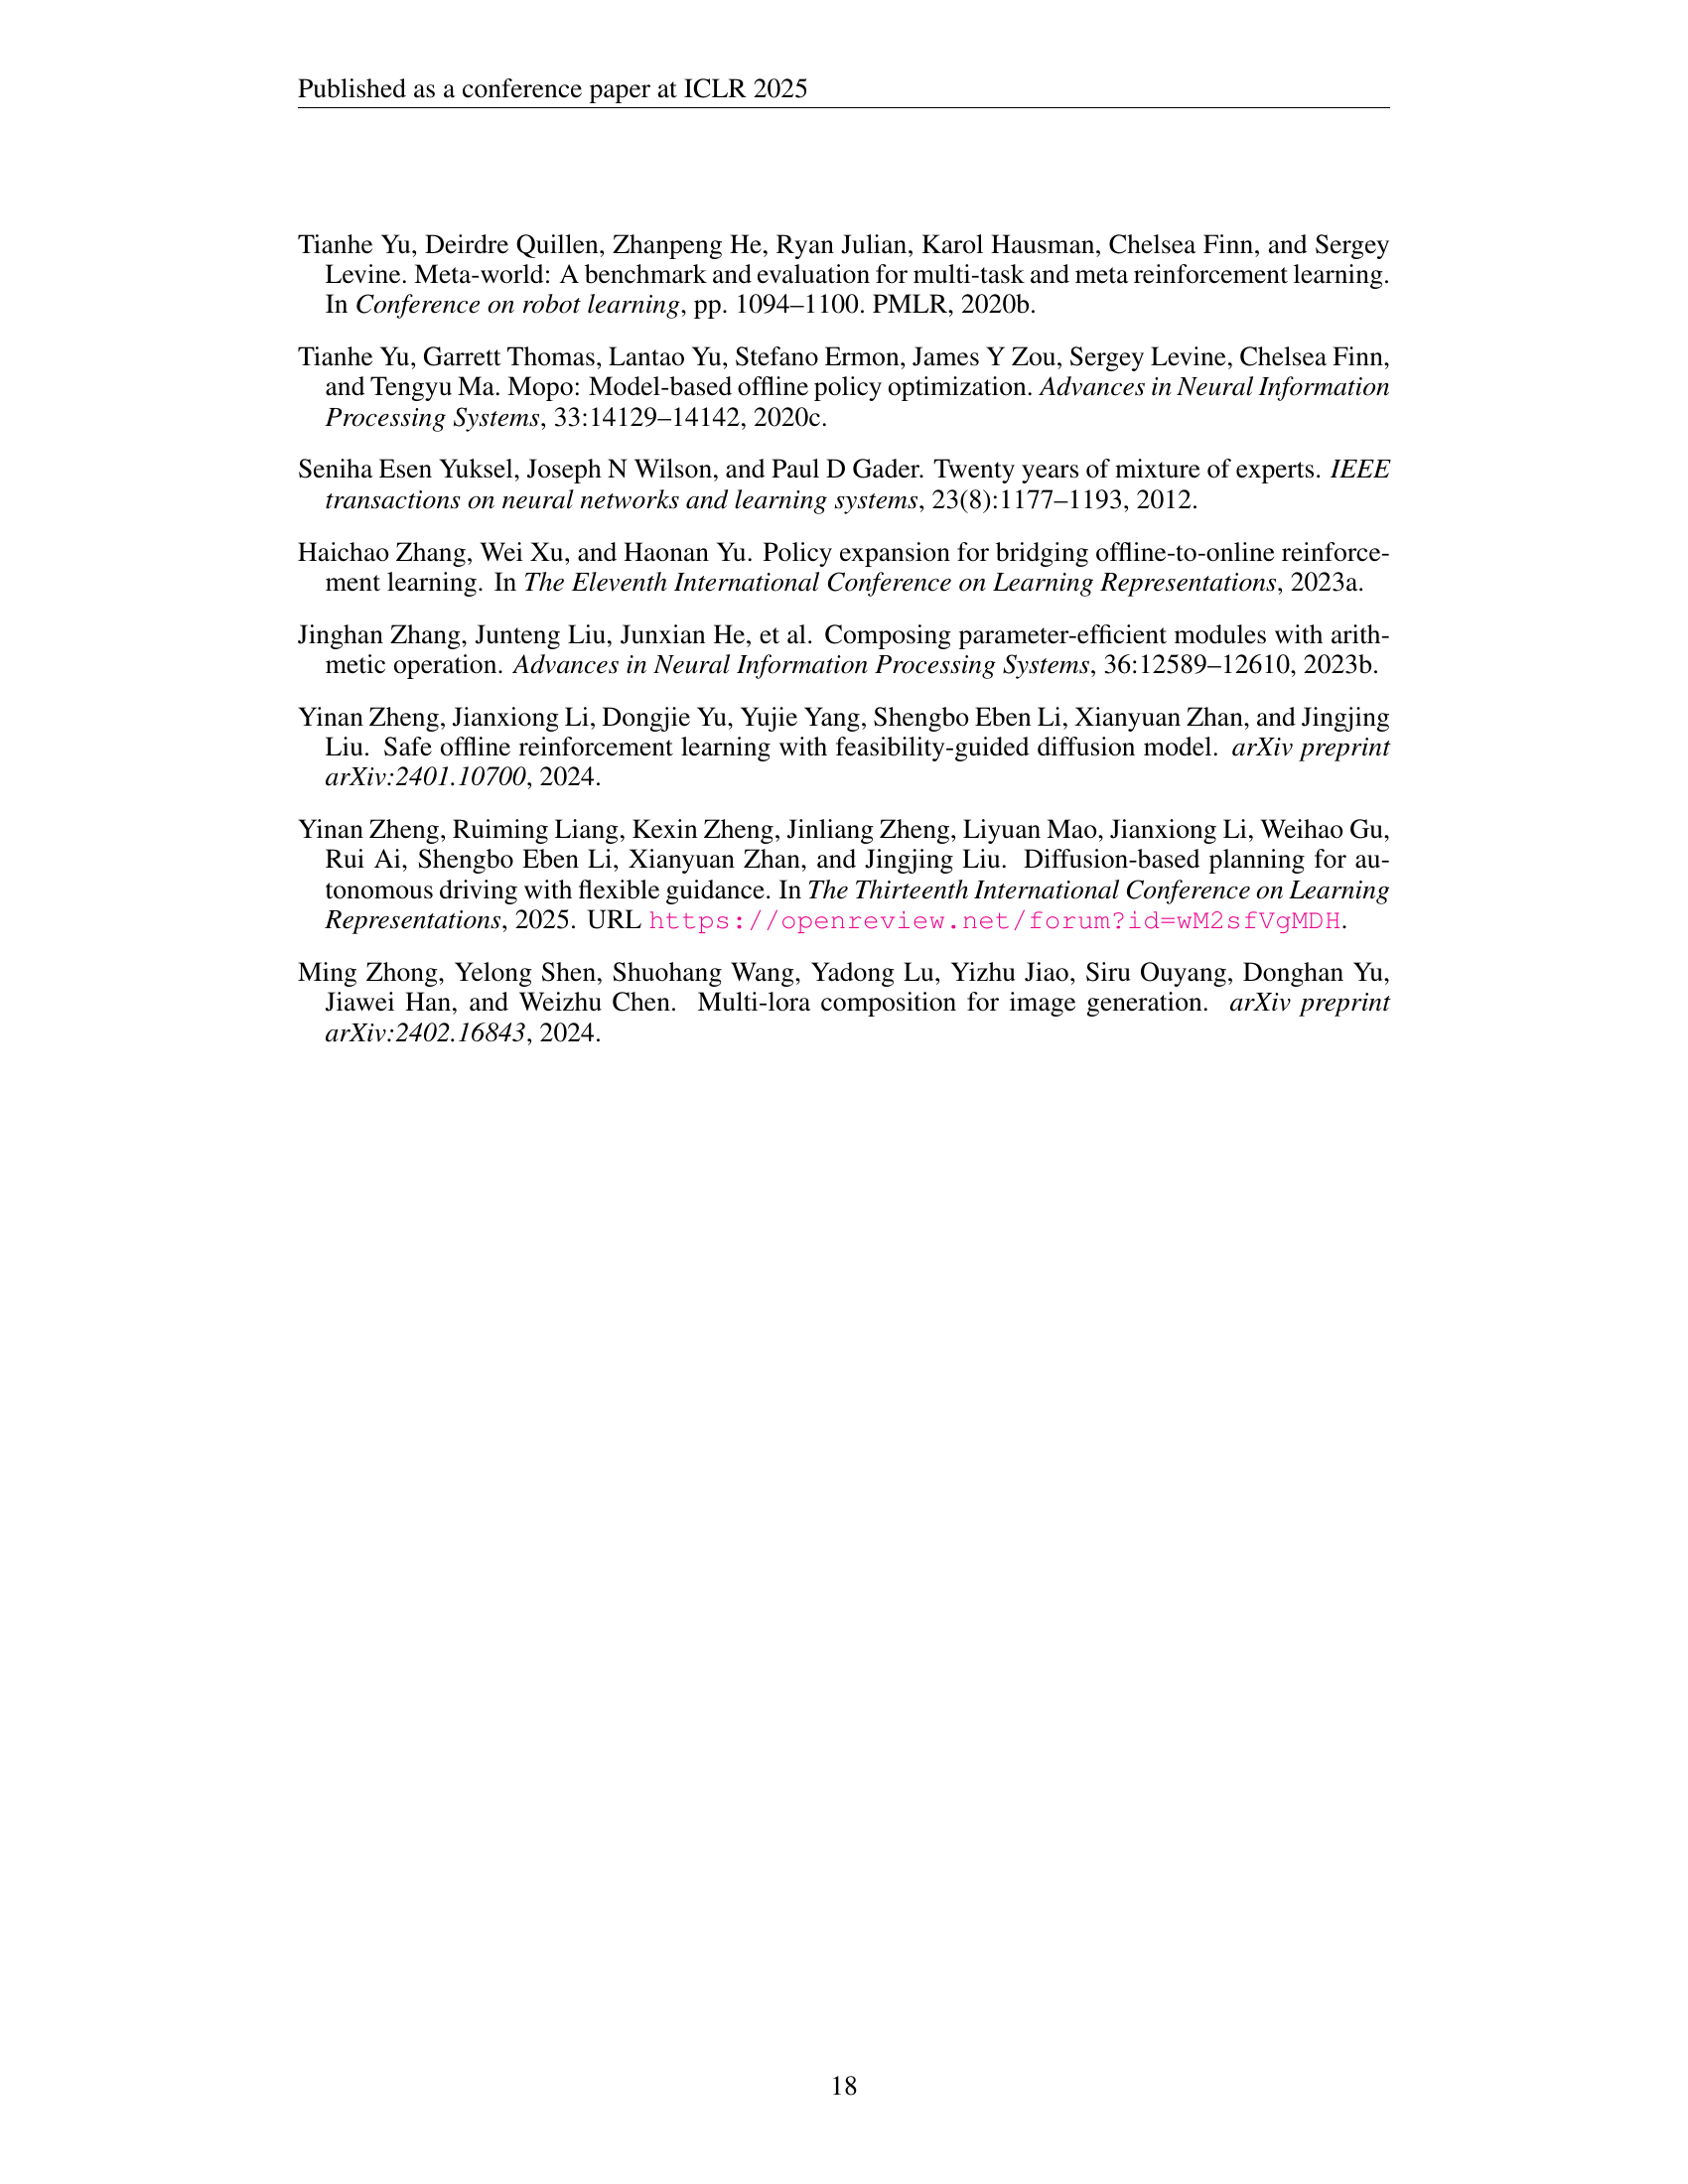 Published as a conference paper at ICLR 2025
Tianhe Yu, Deirdre Quillen, Zhanpeng He, Ryan Julian, Karol Hausman, Chelsea Finn, and Sergey
Levine. Meta-world: A benchmark and evaluation for multi-task and meta reinforcement learning.
In Conference on robot learning, pp. 1094–1100. PMLR, 2020b.
Tianhe Yu, Garrett Thomas, Lantao Yu, Stefano Ermon, James Y Zou, Sergey Levine, Chelsea Finn,
and Tengyu Ma. Mopo: Model-based offline policy optimization. Advances in Neural Information
Processing Systems, 33:14129–14142, 2020c.
Seniha Esen Yuksel, Joseph N Wilson, and Paul D Gader. Twenty years of mixture of experts. IEEE
transactions on neural networks and learning systems, 23(8):1177–1193, 2012.
Haichao Zhang, Wei Xu, and Haonan Yu. Policy expansion for bridging offline-to-online reinforce-
ment learning. In The Eleventh International Conference on Learning Representations, 2023a.
Jinghan Zhang, Junteng Liu, Junxian He, et al. Composing parameter-efficient modules with arith-
metic operation. Advances in Neural Information Processing Systems, 36:12589–12610, 2023b.
Yinan Zheng, Jianxiong Li, Dongjie Yu, Yujie Yang, Shengbo Eben Li, Xianyuan Zhan, and Jingjing
Liu. Safe offline reinforcement learning with feasibility-guided diffusion model. arXiv preprint
arXiv:2401.10700, 2024.
Yinan Zheng, Ruiming Liang, Kexin Zheng, Jinliang Zheng, Liyuan Mao, Jianxiong Li, Weihao Gu,
Rui Ai, Shengbo Eben Li, Xianyuan Zhan, and Jingjing Liu. Diffusion-based planning for au-
tonomous driving with flexible guidance. In The Thirteenth International Conference on Learning
Representations, 2025. URL https://openreview.net/forum?id=wM2sfVgMDH.
Ming Zhong, Yelong Shen, Shuohang Wang, Yadong Lu, Yizhu Jiao, Siru Ouyang, Donghan Yu,
Jiawei Han, and Weizhu Chen. Multi-lora composition for image generation. arXiv preprint
arXiv:2402.16843, 2024.
18